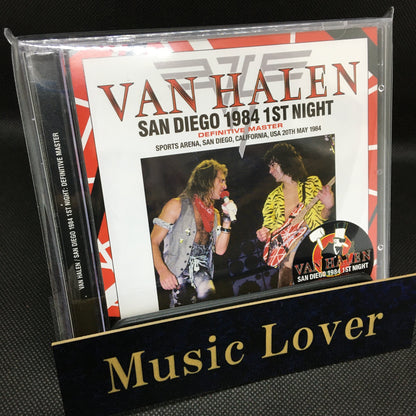 VAN HALEN
SAN DIEGO 1984 1ST NIGHT
DEFINITIVE MASTER
SPORTS ARENA, SAN DIEGO, CALIFORNIA, USA 20TH MAY 1984
VAN HALEN / SAN DIEGO 1984 1ST NIGHT: DEFINITIVE MASTER
VAN HALEN
SAN DIEGO 1984 1ST NIGHT
Music Lover